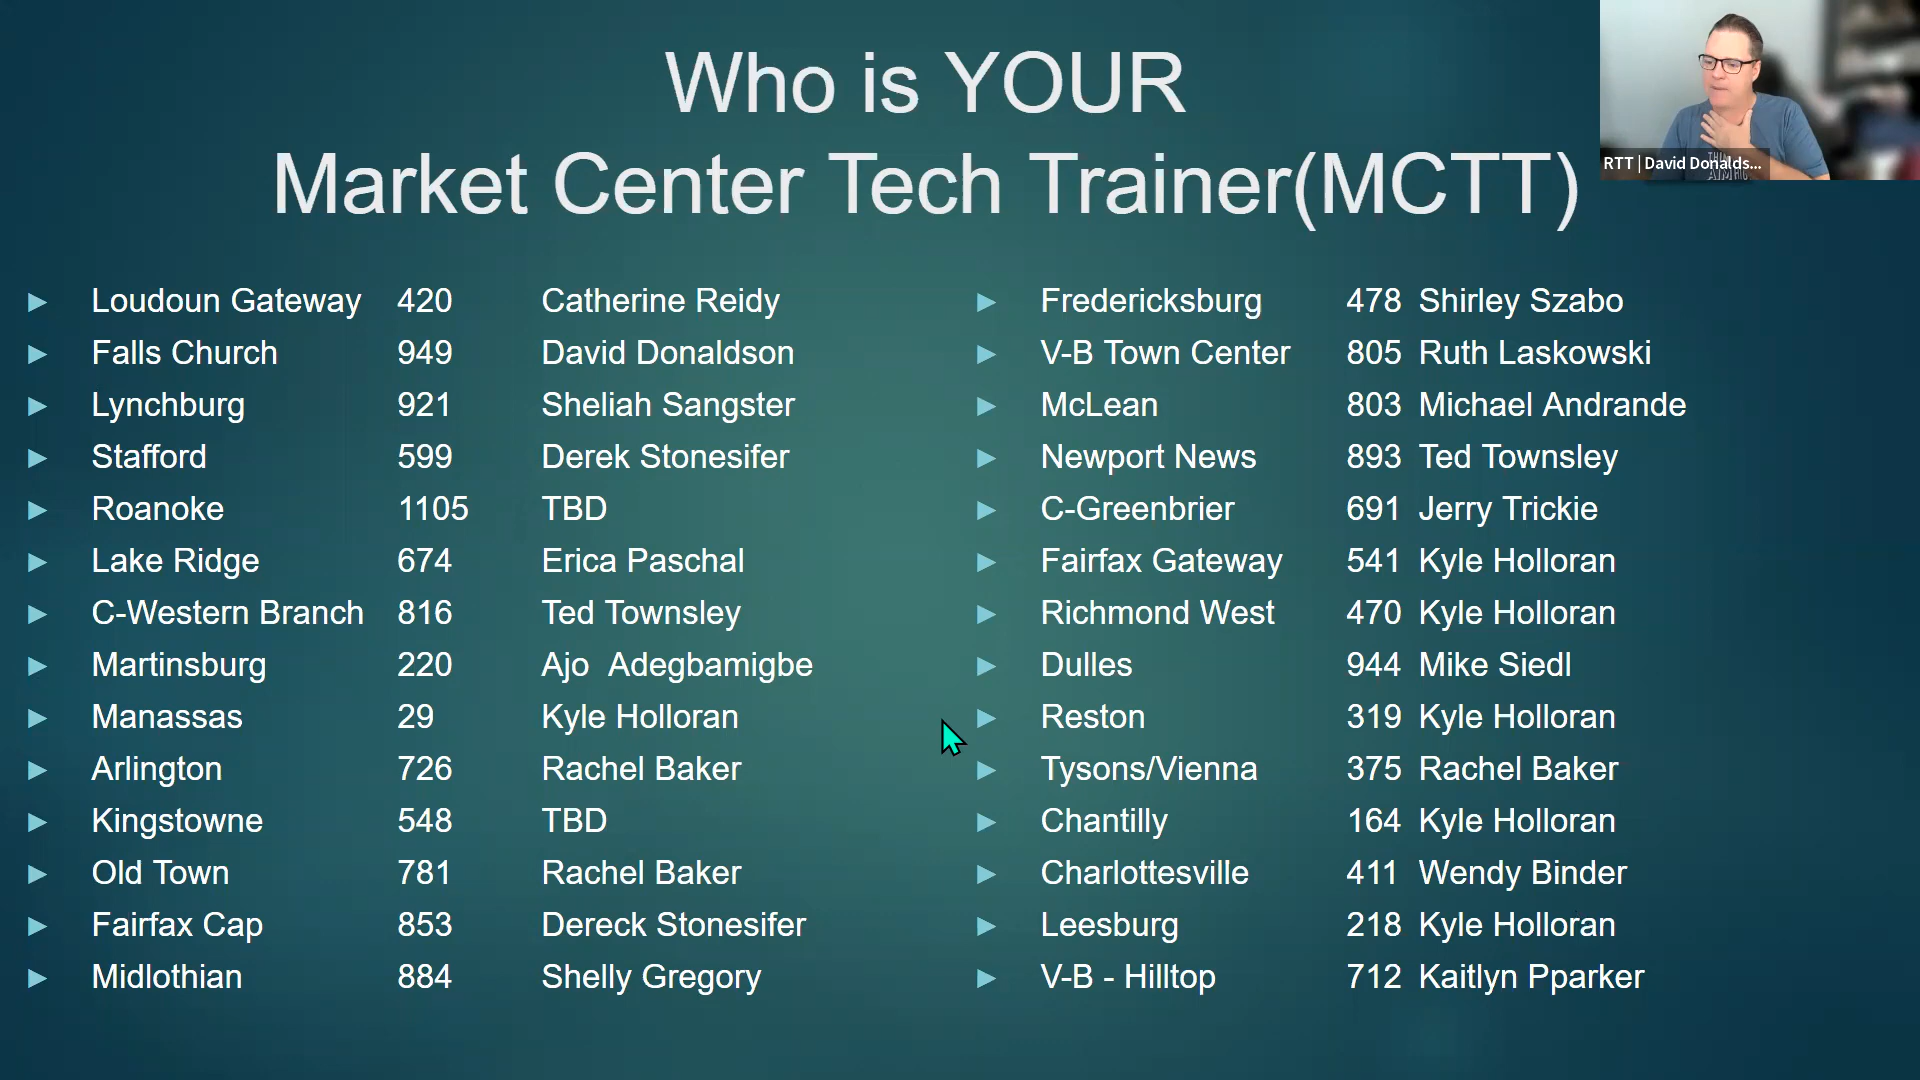 Who is YOUR
Market Center Tech Trainer(MCTT)
RTT | David Donalds...
Loudoun Gateway 420 Catherine Reidy
Falls Church 949 David Donaldson
Lynchburg 921 Sheliah Sangster
Stafford 599 Derek Stonesifer
Roanoke 1105 TBD
Lake Ridge 674 Erica Paschal
C-Western Branch 816 Ted Townsley
Martinsburg 220 Ajo Adegbamigbe
Manassas 29 Kyle Holloran
Arlington 726 Rachel Baker
Kingstowne 548 TBD
Old Town 781 Rachel Baker
Fairfax Cap 853 Dereck Stonesifer
Midlothian 884 Shelly Gregory
Fredericksburg 478 Shirley Szabo
V-B Town Center 805 Ruth Laskowski
McLean 803 Michael Andrande
Newport News 893 Ted Townsley
C-Greenbrier 691 Jerry Trickie
Fairfax Gateway 541 Kyle Holloran
Richmond West 470 Kyle Holloran
Dulles 944 Mike Siedl
Reston 319 Kyle Holloran
Tysons/Vienna 375 Rachel Baker
Chantilly 164 Kyle Holloran
Charlottesville 411 Wendy Binder
Leesburg 218 Kyle Holloran
V-B - Hilltop 712 Kaitlyn Pparker